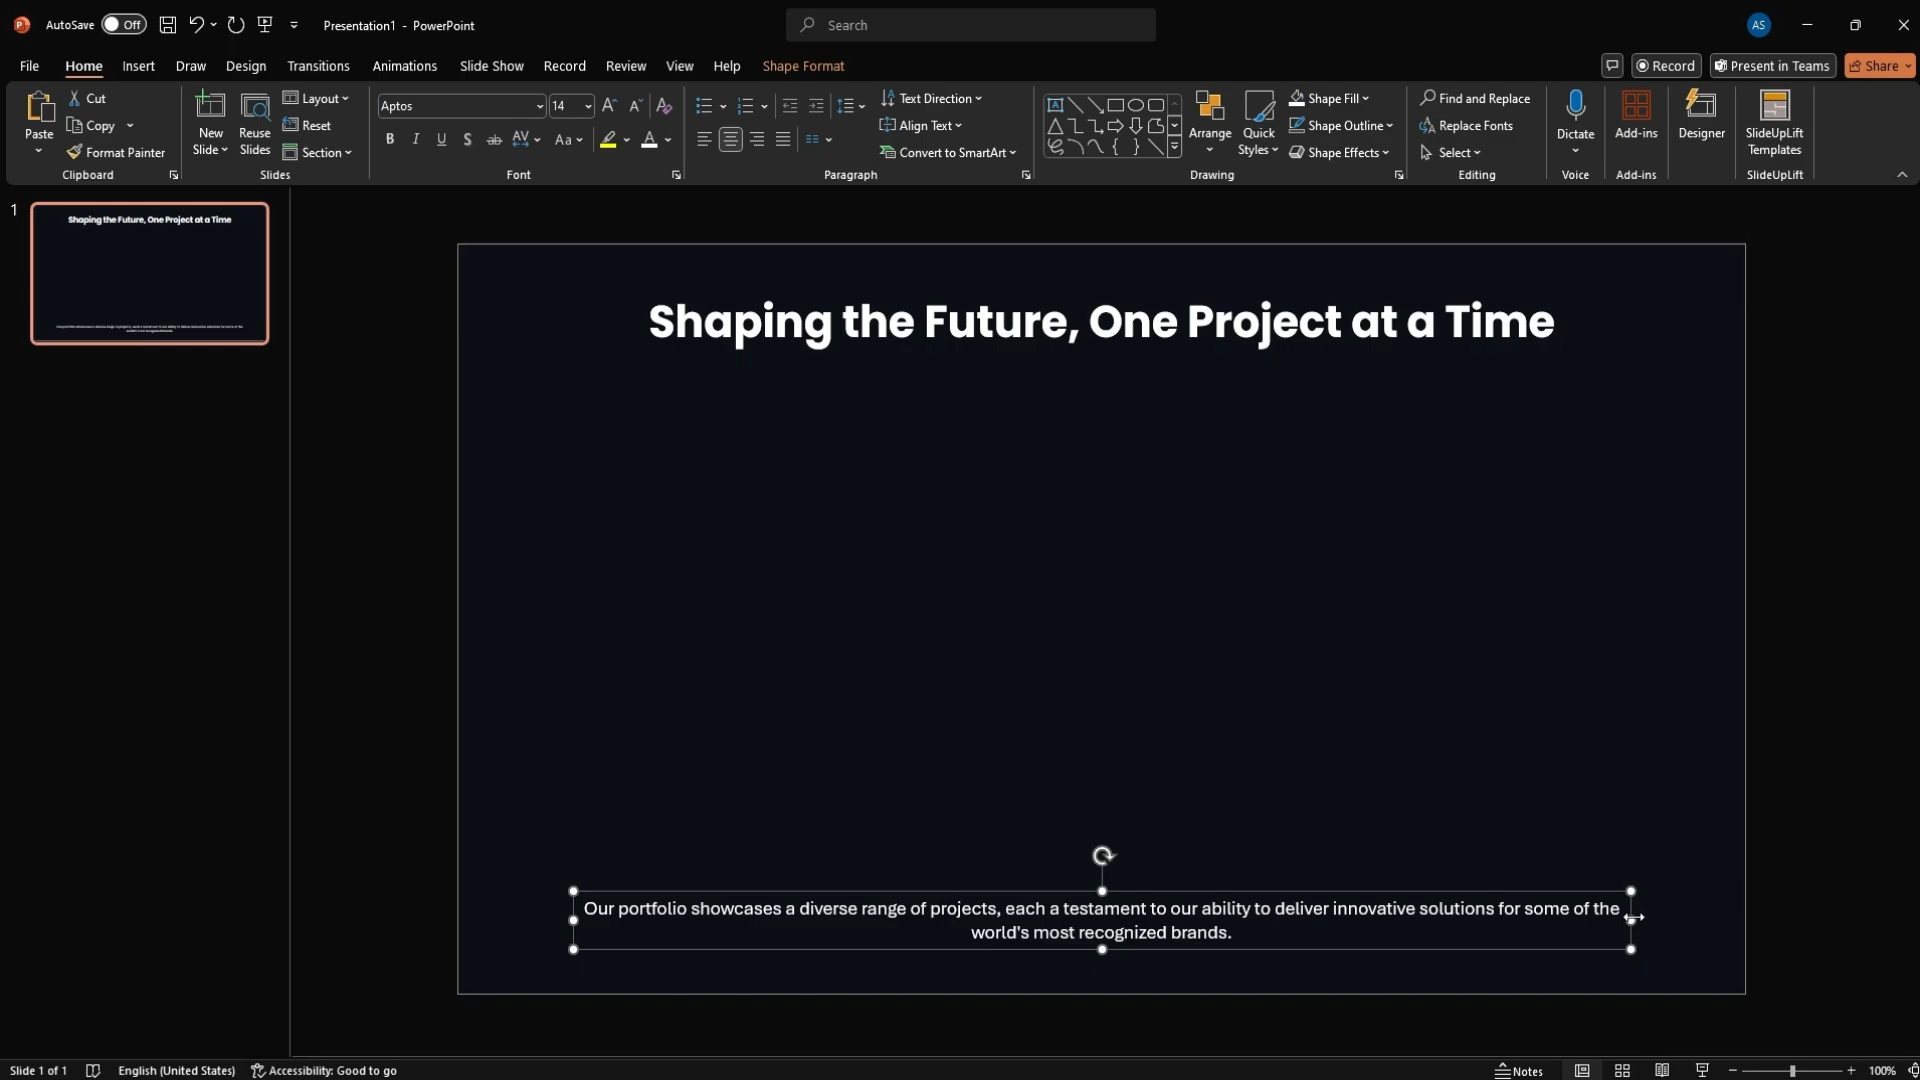 AutoSave Off Presentation1 - PowerPoint Search AS
File Home Insert Draw Design Transitions Animations Slide Show Record Review View Help Shape Format Record Present in Teams Share
Paste Cut Copy Format Painter
New Slide Reuse Slides Layout Reset Section
Aptos 14
Text Direction Align Text Convert to SmartArt
Arrange Quick Styles Shape Fill Shape Outline Shape Effects
Find and Replace Replace Fonts Select
Dictate Add-ins Designer SlideUpLift Templates
Clipboard Slides Font Paragraph Drawing Editing Voice Add-ins SlideUpLift
1
Shaping the Future, One Project at a Time
Shaping the Future, One Project at a Time
Our portfolio showcases a diverse range of projects, each a testament to our ability to deliver innovative solutions for some of the
world's most recognized brands.
Slide 1 of 1 English (United States) Accessibility: Good to go Notes 100%